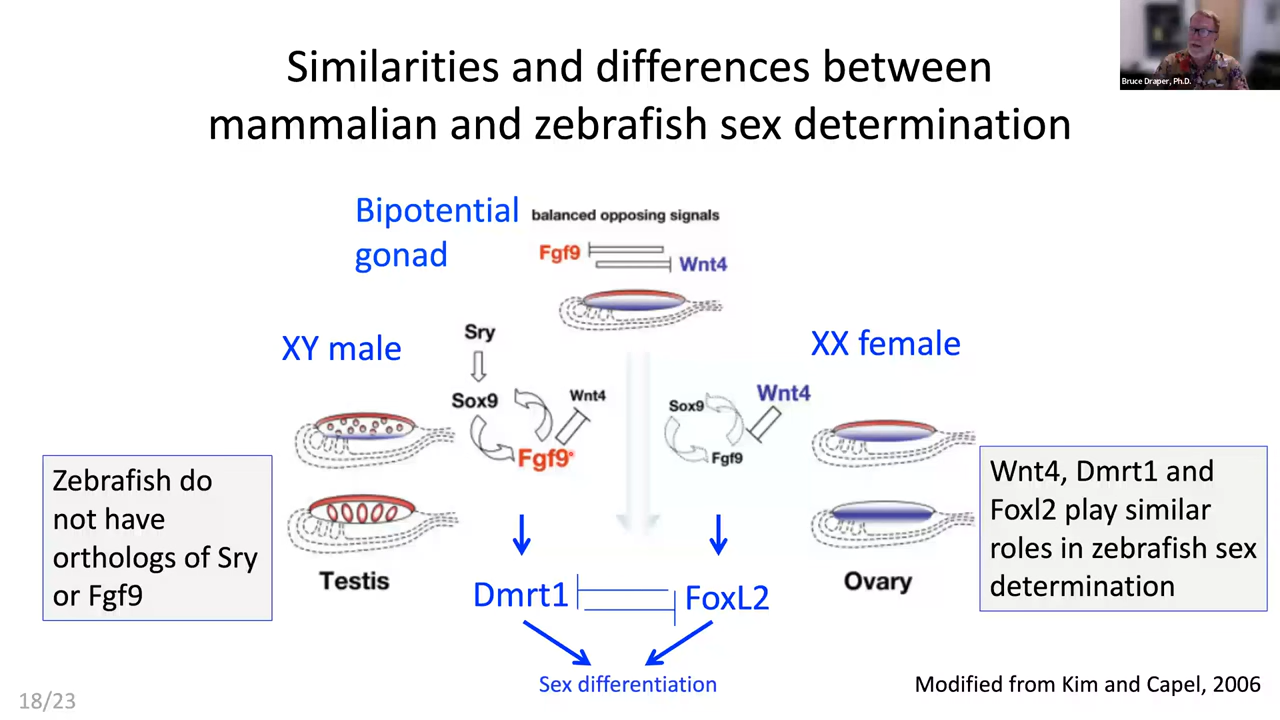 Similarities and differences between
mammalian and zebrafish sex determination
Bruce Draper, Ph.D.
Bipotential
gonad
balanced opposing signals
Fgf9
Wnt4
XY male
Sry
Sox9
Wnt4
Fgf9
XX female
Wnt4
Sox9
Fgf9
Zebrafish do
not have
orthologs of Sry
or Fgf9
Wnt4, Dmrt1 and
Foxl2 play similar
roles in zebrafish sex
determination
Testis
Ovary
Dmrt1
FoxL2
Sex differentiation
18/23
Modified from Kim and Capel, 2006